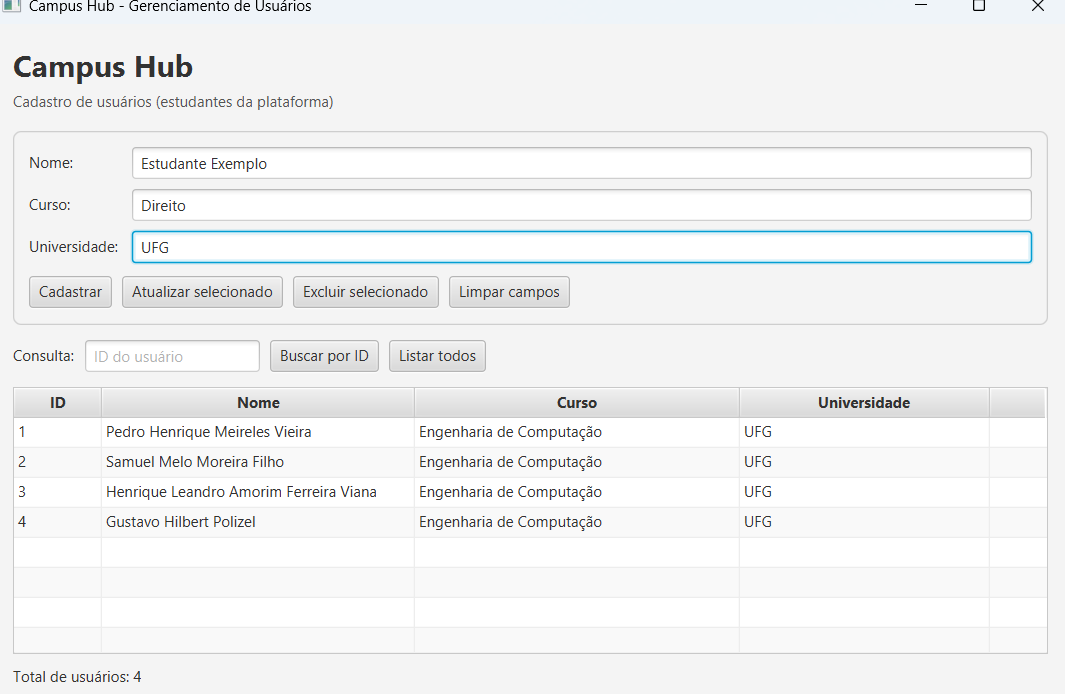 Campus Hub - Gerenciamento de Usuários
Campus Hub
Cadastro de usuários (estudantes da plataforma)
Nome: Estudante Exemplo
Curso: Direito
Universidade: UFG
Cadastrar Atualizar selecionado Excluir selecionado Limpar campos
Consulta: ID do usuário Buscar por ID Listar todos
ID Nome Curso Universidade
1 Pedro Henrique Meireles Vieira Engenharia de Computação UFG
2 Samuel Melo Moreira Filho Engenharia de Computação UFG
3 Henrique Leandro Amorim Ferreira Viana Engenharia de Computação UFG
4 Gustavo Hilbert Polizel Engenharia de Computação UFG
Total de usuários: 4